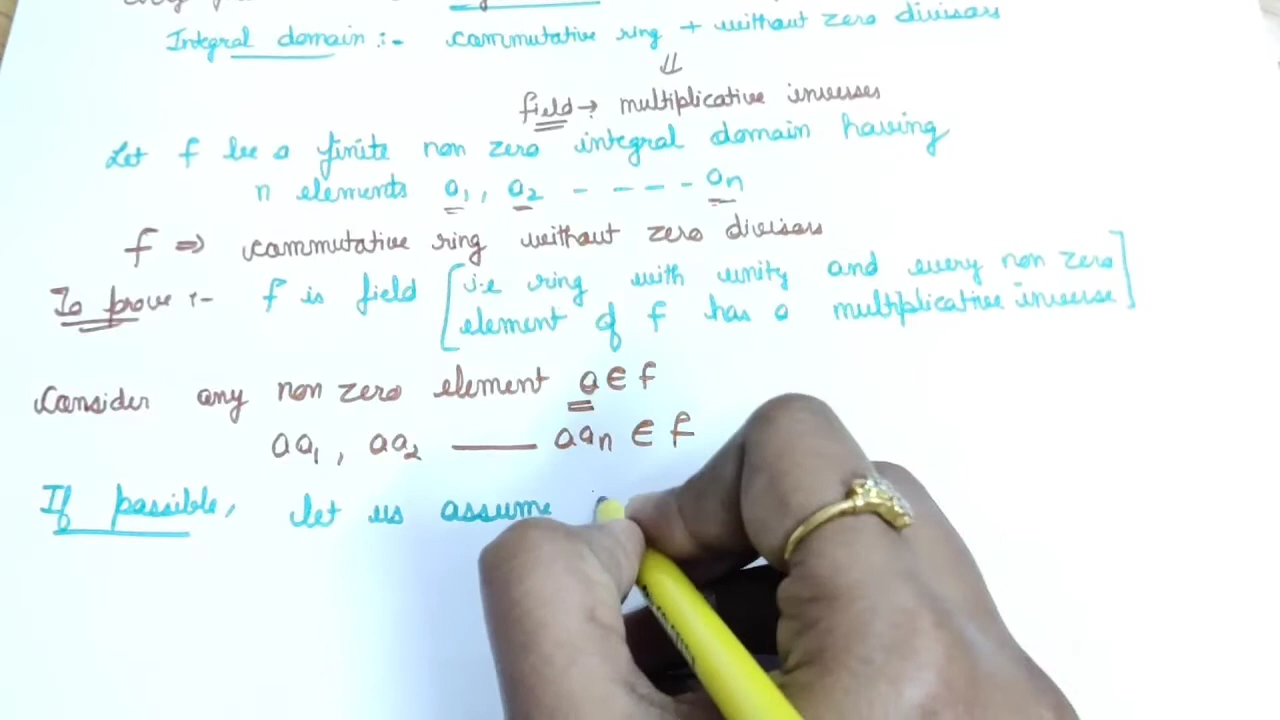 Integral domain :- commutative ring + without zero divisors
⇓
field → multiplicative inverses
Let f be a finite non zero integral domain having
n elements a₁, a₂ - - - - - aₙ
f ⇒ commutative ring without zero divisors
To prove :- f is field [i.e ring with unity and every non zero
element of f has a multiplicative inverse]
Consider any non zero element a ∈ f
aa₁, aa₂ —— aaₙ ∈ f
If possible, let us assume